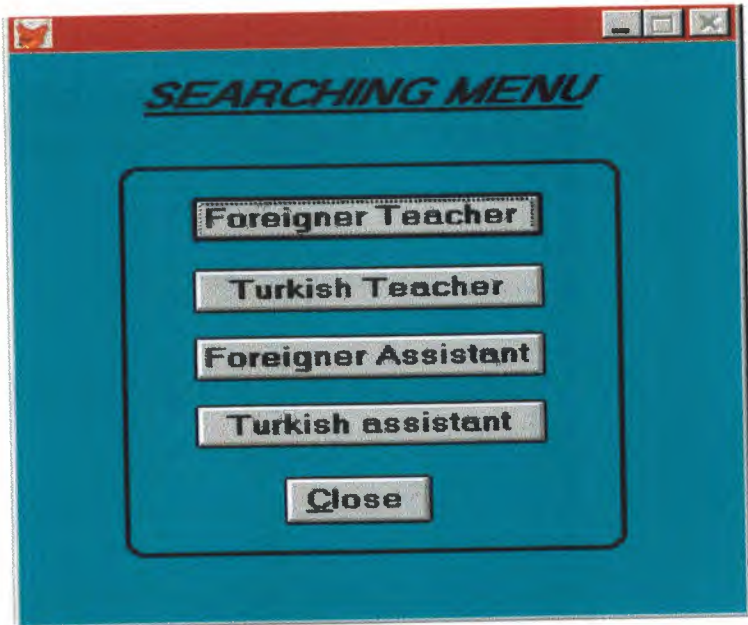 SEARCHING MENU
Foreigner Teacher
Turkish Teacher
Foreigner Assistant
Turkish assistant
Close